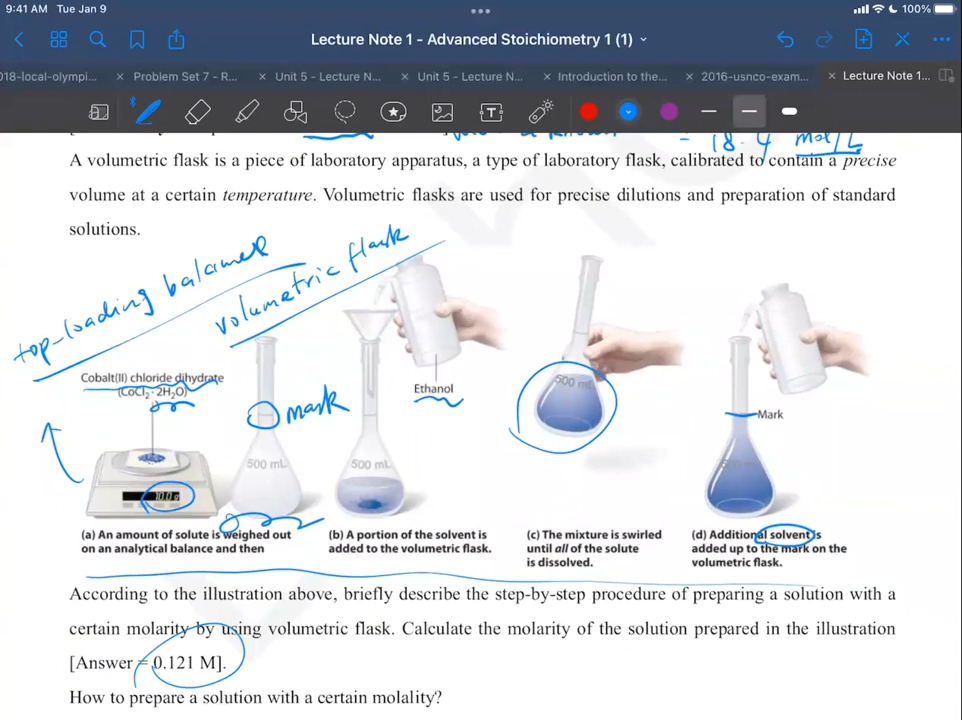 9:41 AM Tue Jan 9
100%
Lecture Note 1 - Advanced Stoichiometry 1 (1)
018-local-olympi...
Problem Set 7 - R...
Unit 5 - Lecture N...
Unit 5 - Lecture N...
Introduction to the...
2016-usnco-exam...
Lecture Note 1...
= 18.4 mol/L
A volumetric flask is a piece of laboratory apparatus, a type of laboratory flask, calibrated to contain a precise
volume at a certain temperature. Volumetric flasks are used for precise dilutions and preparation of standard
solutions.
top-loading balance
volumetric flask
Cobalt(II) chloride dihydrate
(CoCl₂·2H₂O)
mark
Ethanol
Mark
500 mL
500 mL
500 mL
10.0 g
(a) An amount of solute is weighed out
on an analytical balance and then
(b) A portion of the solvent is
added to the volumetric flask.
(c) The mixture is swirled
until all of the solute
is dissolved.
(d) Additional solvent is
added up to the mark on the
volumetric flask.
According to the illustration above, briefly describe the step-by-step procedure of preparing a solution with a
certain molarity by using volumetric flask. Calculate the molarity of the solution prepared in the illustration
[Answer = 0.121 M].
How to prepare a solution with a certain molality?